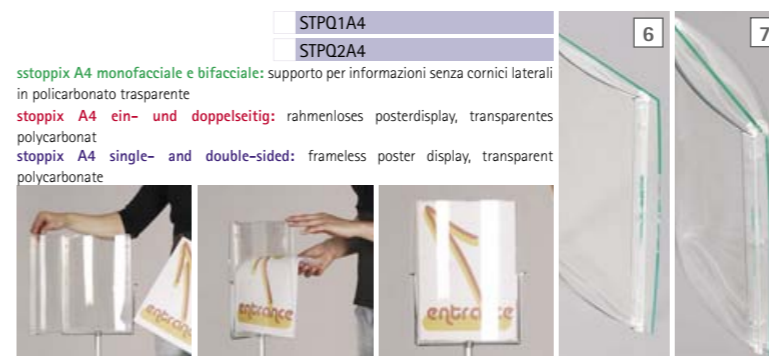 STPQ1A4
STPQ2A4
sstoppix A4 monofacciale e bifacciale: supporto per informazioni senza cornici laterali
in policarbonato trasparente
stoppix A4 ein- und doppelseitig: rahmenloses posterdisplay, transparentes
polycarbonat
stoppix A4 single- and double-sided: frameless poster display, transparent
polycarbonate
6
7
entrance
entrance